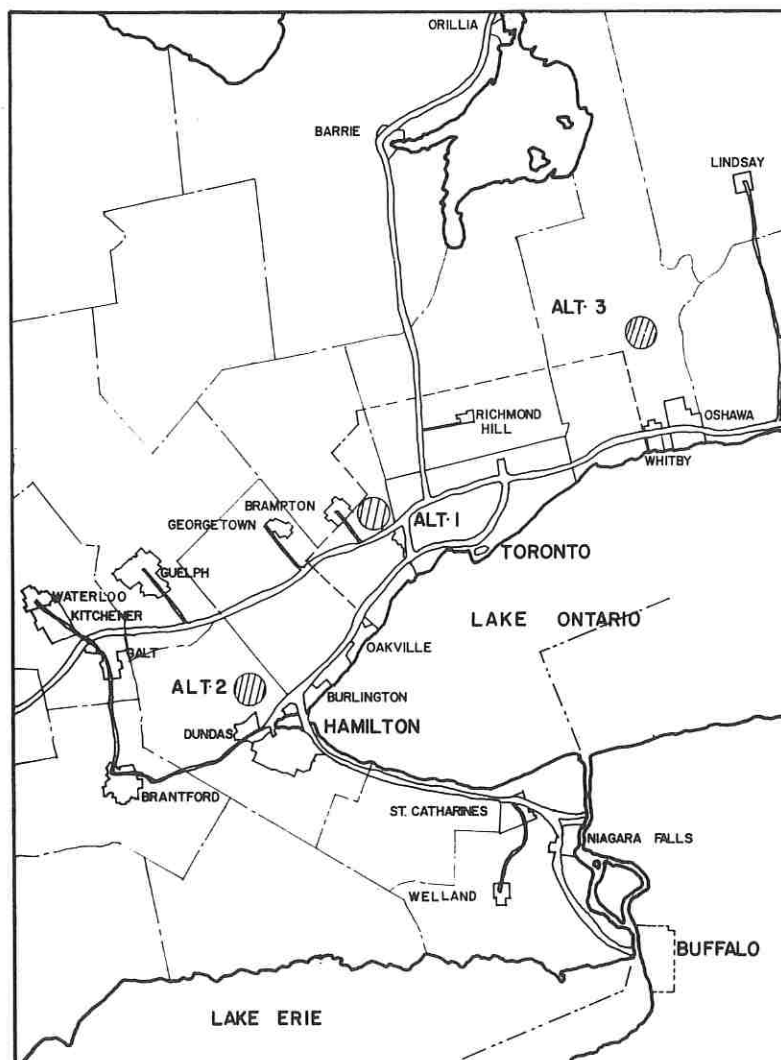 ORILLIA
BARRIE
LINDSAY
ALT· 3
RICHMOND
HILL
OSHAWA
WHITBY
BRAMPTON
GEORGETOWN
ALT·1
TORONTO
GUELPH
WATERLOO
KITCHENER
LAKE ONTARIO
GALT
OAKVILLE
ALT·2
BURLINGTON
DUNDAS
HAMILTON
BRANTFORD
ST. CATHARINES
NIAGARA FALLS
WELLAND
BUFFALO
LAKE ERIE